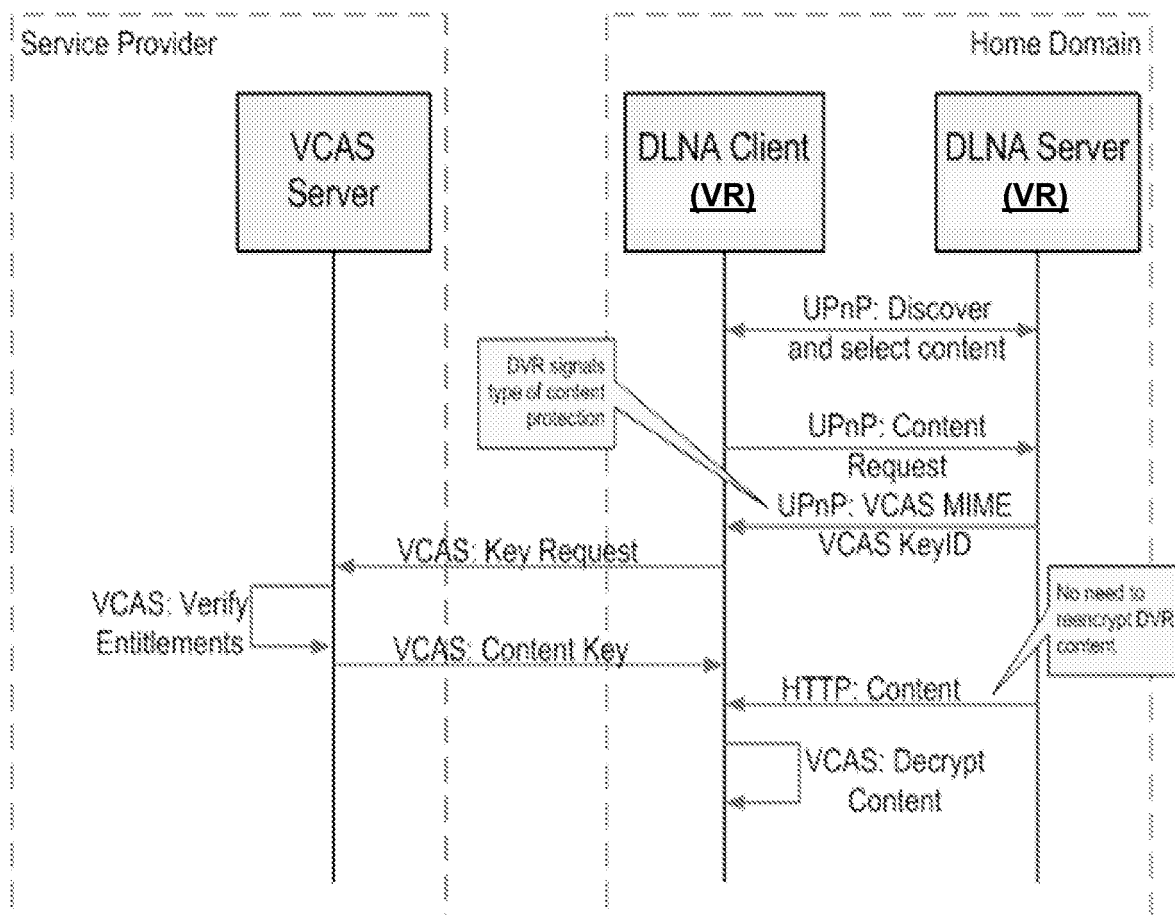 Service Provider
Home Domain
VCAS
Server
DLNA Client
(VR)
DLNA Server
(VR)
UPnP: Discover
and select content
DVR signals
type of content
protection
UPnP: Content
Request
UPnP: VCAS MIME
VCAS KeyID
VCAS: Key Request
VCAS: Verify
Entitlements
No need to
reencrypt DVR
content
VCAS: Content Key
HTTP: Content
VCAS: Decrypt
Content